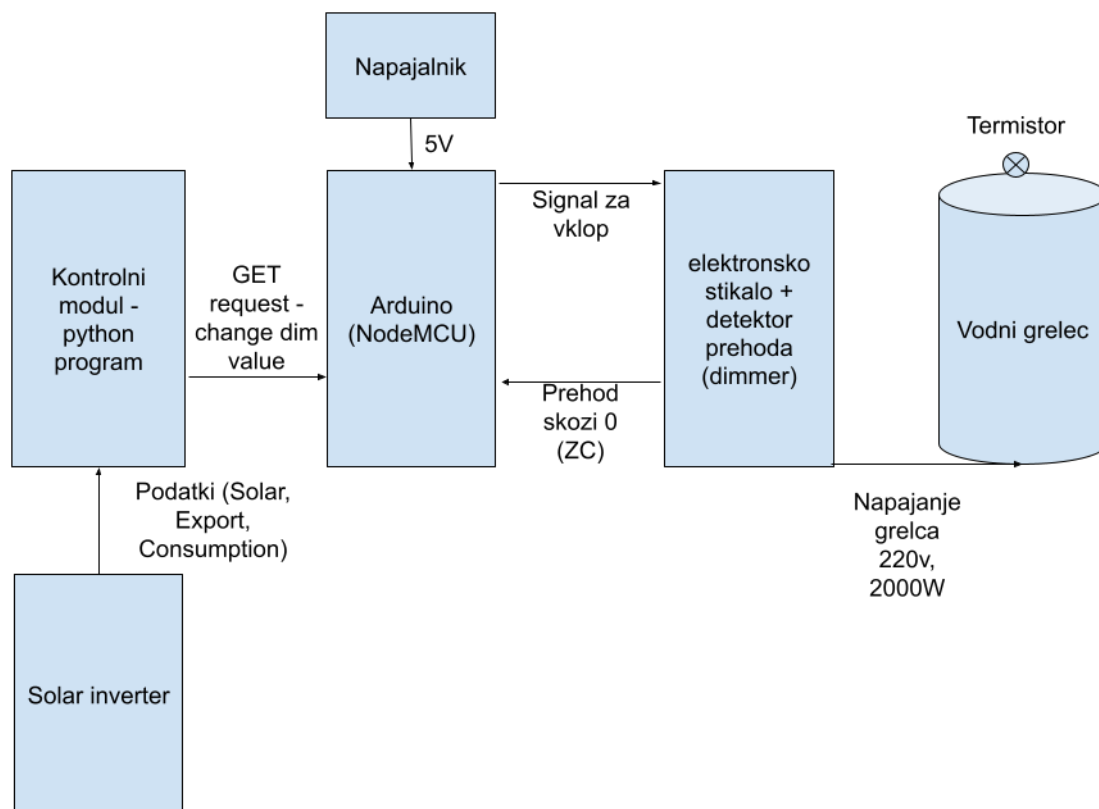 Napajalnik
5V
Termistor
Kontrolni
modul -
python
program
GET
request -
change dim
value
Arduino
(NodeMCU)
Signal za
vklop
Prehod
skozi 0
(ZC)
elektronsko
stikalo +
detektor
prehoda
(dimmer)
Vodni grelec
Napajanje
grelca
220v,
2000W
Podatki (Solar,
Export,
Consumption)
Solar inverter